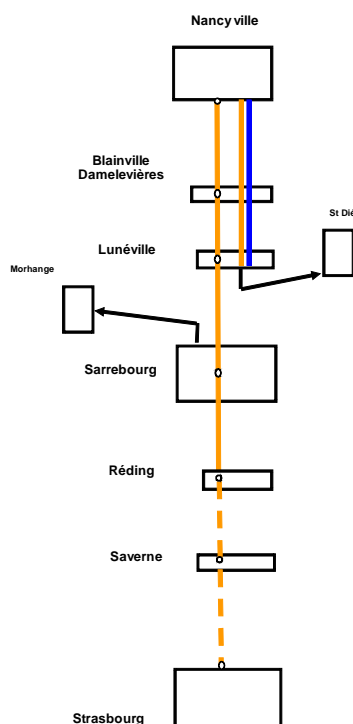 Nancy ville
Blainville
Damelevières
St Dié
Lunéville
Morhange
Sarrebourg
Réding
Saverne
Strasbourg